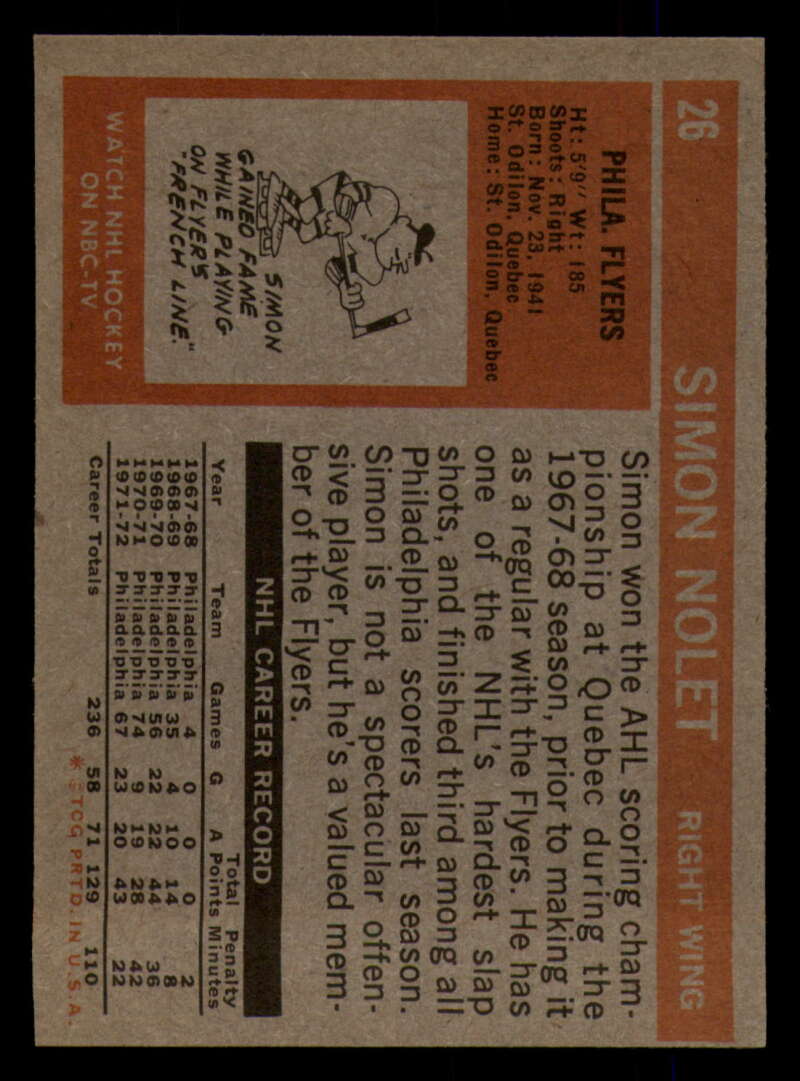 26 SIMON NOLET RIGHT WING
PHILA. FLYERS
Ht: 5'9" Wt: 185
Shoots: Right
Born: Nov. 23, 1941
St. Odilon, Quebec
Home: St. Odilon, Quebec
SIMON
GAINED FAME
WHILE PLAYING
ON FLYERS
"FRENCH LINE."
WATCH NHL HOCKEY
ON NBC-TV
Simon won the AHL scoring cham-
pionship at Quebec during the
1967-68 season, prior to making it
as a regular with the Flyers. He has
one of the NHL's hardest slap
shots, and finished third among all
Philadelphia scorers last season.
Simon is not a spectacular offen-
sive player, but he's a valued mem-
ber of the Flyers.
NHL CAREER RECORD
Total Penalty
Year Team Games G A Points Minutes
1967-68 Philadelphia 4 0 0 0 2
1968-69 Philadelphia 35 4 10 14 8
1969-70 Philadelphia 56 22 22 44 36
1970-71 Philadelphia 74 9 19 28 42
1971-72 Philadelphia 67 23 20 43 22
Career Totals 236 58 71 129 110
* © T.C.G. PRTD. IN U.S.A.